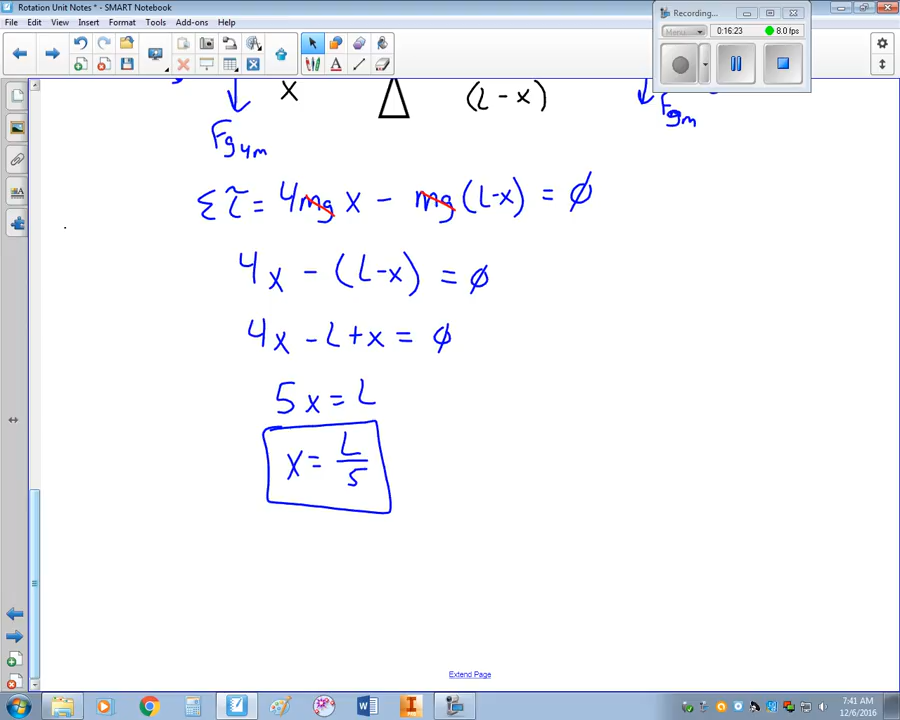 Rotation Unit Notes * - SMART Notebook
File Edit View Insert Format Tools Add-ons Help
Recording...
Menu
0:16:23
8.0 fps
X
(L - x)
Fg4m
Fgm
Στ = 4mg x - mg (L-x) = ϕ
4x - (L-x) = ϕ
4x - L + x = ϕ
5x = L
x = L/5
Extend Page
7:41 AM
12/6/2016